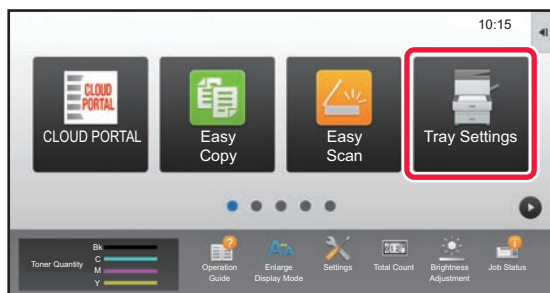 10:15
CLOUD
PORTAL
CLOUD PORTAL
Easy
Copy
Easy
Scan
Tray Settings
Toner Quantity
Bk
C
M
Y
Operation
Guide
Enlarge
Display Mode
Settings
Total Count
Brightness
Adjustment
Job Status